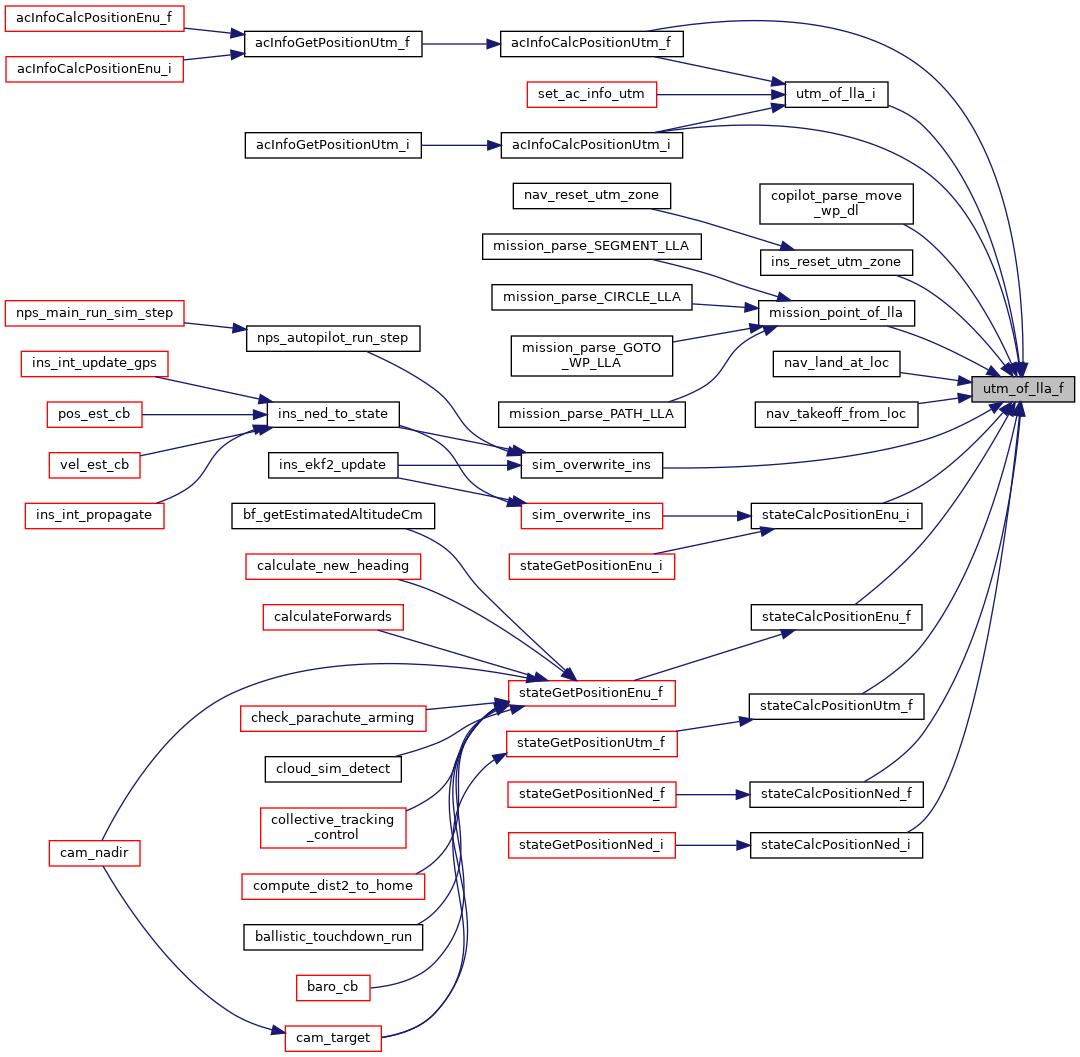 acInfoCalcPositionEnu_f
acInfoCalcPositionEnu_i
acInfoGetPositionUtm_f
acInfoCalcPositionUtm_f
set_ac_info_utm
utm_of_lla_i
acInfoGetPositionUtm_i
acInfoCalcPositionUtm_i
nav_reset_utm_zone
copilot_parse_move
_wp_dl
mission_parse_SEGMENT_LLA
ins_reset_utm_zone
mission_parse_CIRCLE_LLA
mission_point_of_lla
nps_main_run_sim_step
nps_autopilot_run_step
mission_parse_GOTO
_WP_LLA
nav_land_at_loc
ins_int_update_gps
utm_of_lla_f
pos_est_cb
ins_ned_to_state
mission_parse_PATH_LLA
nav_takeoff_from_loc
vel_est_cb
ins_ekf2_update
sim_overwrite_ins
ins_int_propagate
bf_getEstimatedAltitudeCm
sim_overwrite_ins
stateCalcPositionEnu_i
calculate_new_heading
stateGetPositionEnu_i
calculateForwards
stateCalcPositionEnu_f
stateGetPositionEnu_f
check_parachute_arming
stateCalcPositionUtm_f
stateGetPositionUtm_f
cloud_sim_detect
stateGetPositionNed_f
stateCalcPositionNed_f
collective_tracking
_control
stateGetPositionNed_i
stateCalcPositionNed_i
cam_nadir
compute_dist2_to_home
ballistic_touchdown_run
baro_cb
cam_target